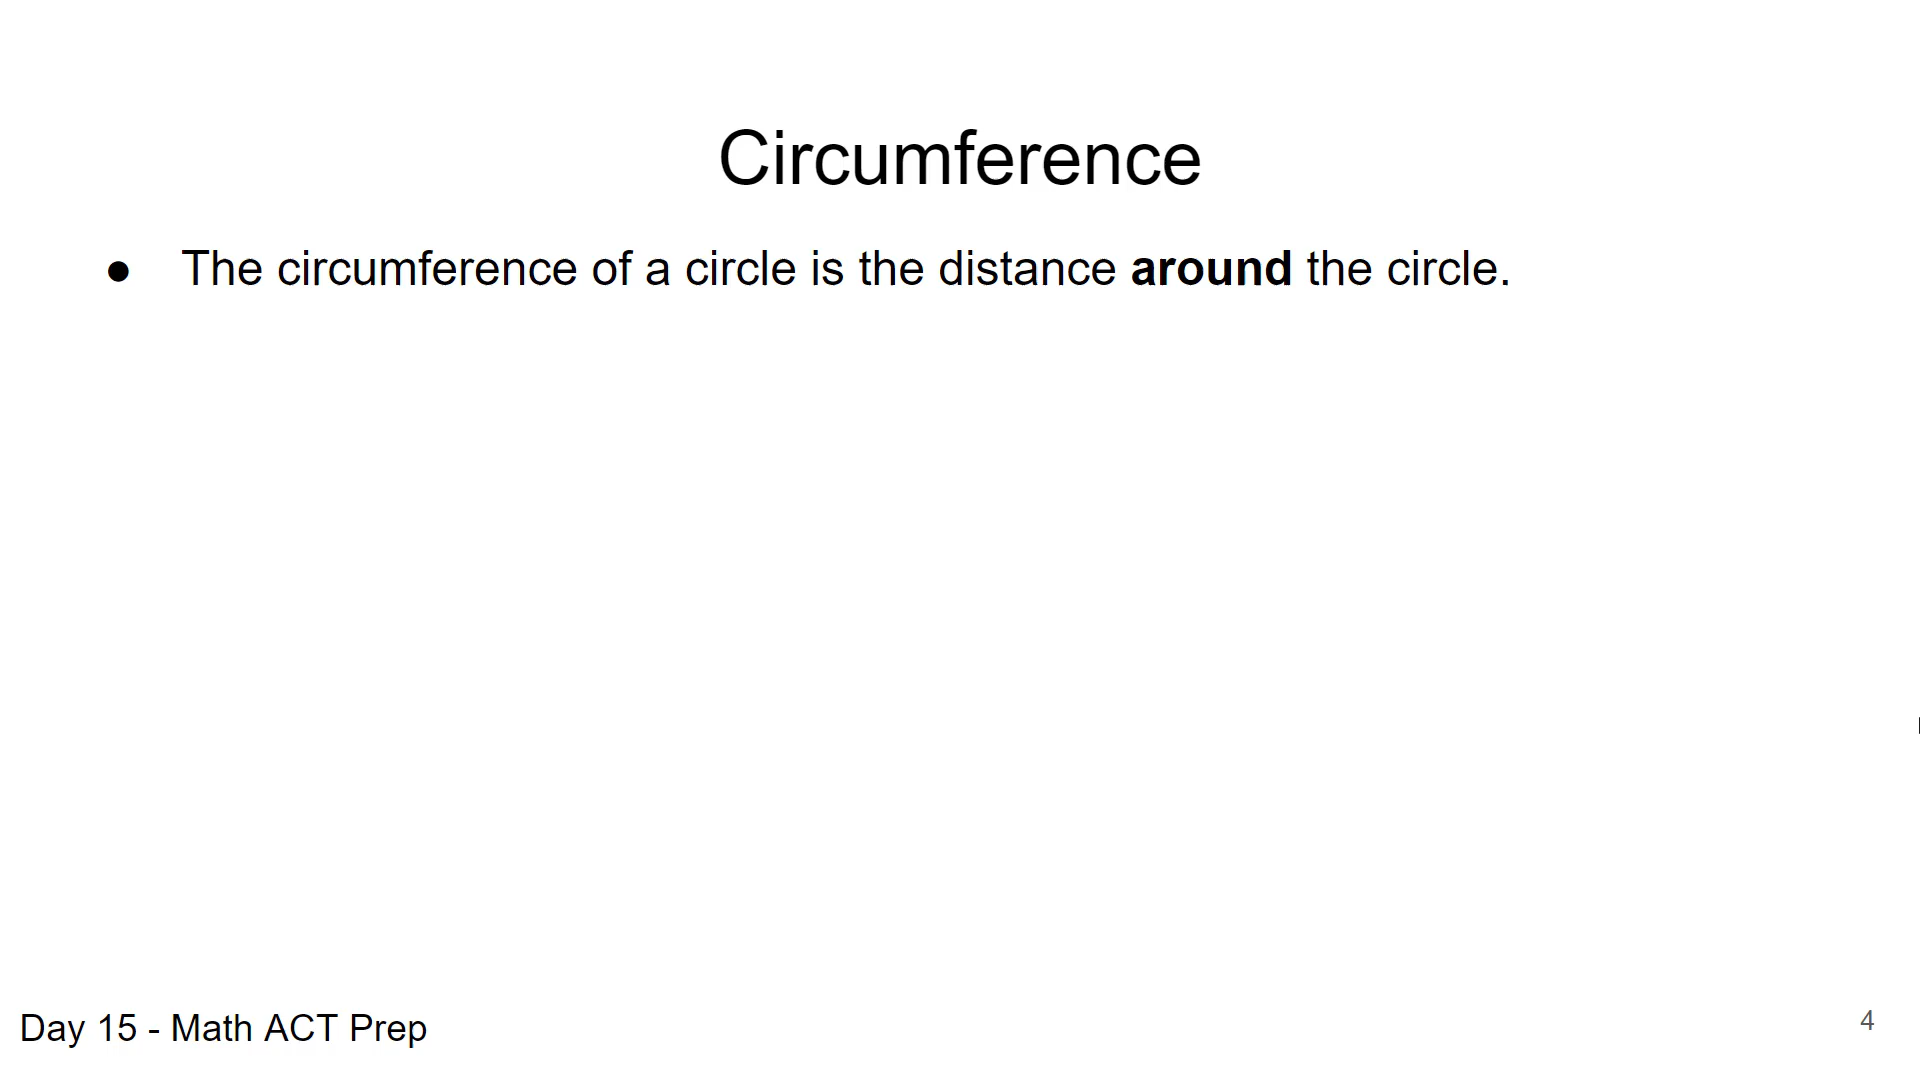 Circumference
● The circumference of a circle is the distance around the circle.
Day 15 - Math ACT Prep
4